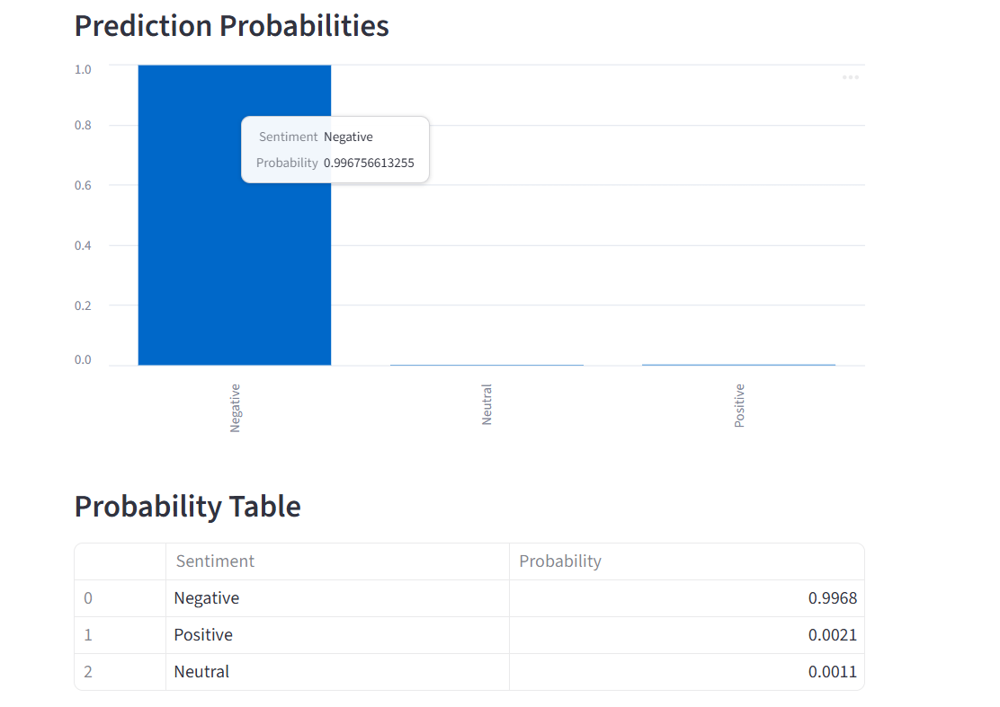 Prediction Probabilities
1.0
0.8
0.6
0.4
0.2
0.0
Sentiment Negative
Probability 0.996756613255
Negative
Neutral
Positive
Probability Table
Sentiment Probability
0 Negative 0.9968
1 Positive 0.0021
2 Neutral 0.0011